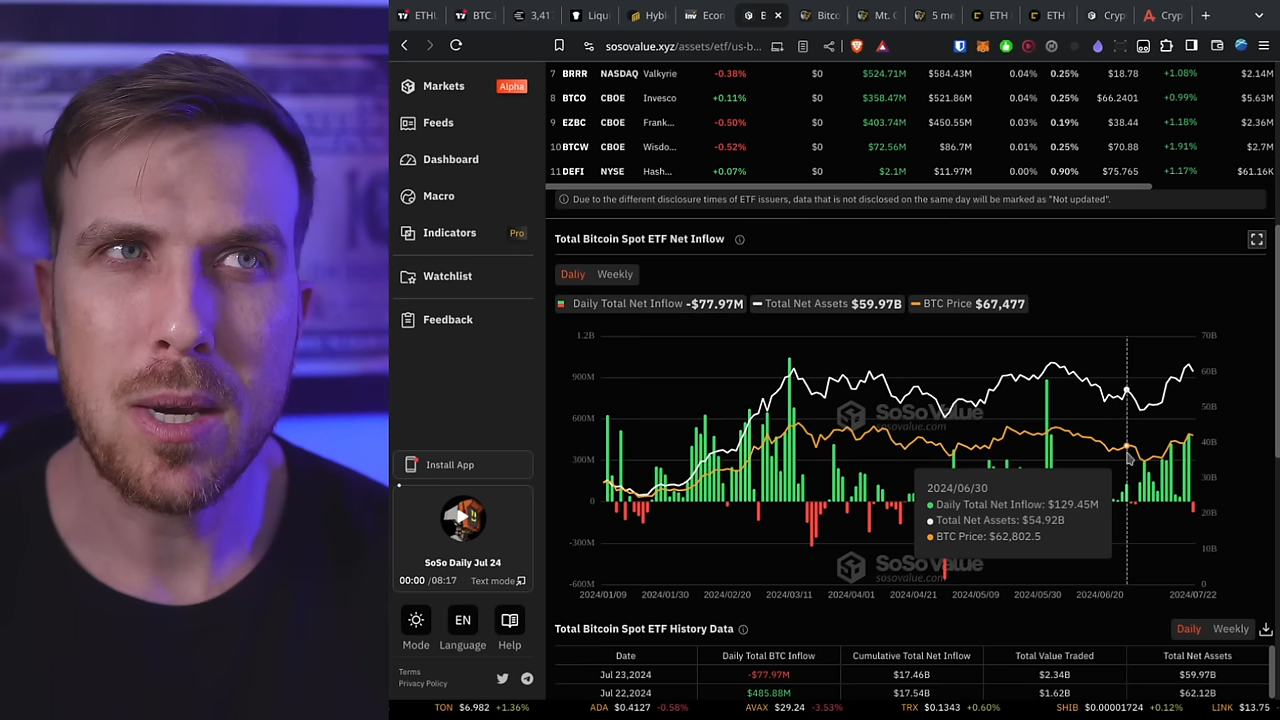 ETHU
BTC.
3,41
Liqu
Hybl
Econ
E
Bitco
Mt. C
5 me
ETH
ETH
Cryp
Cryp
sosovalue.xyz/assets/etf/us-b...
Markets Alpha
Feeds
Dashboard
Macro
Indicators Pro
Watchlist
Feedback
Install App
SoSo Daily Jul 24
00:00 /08:17 Text mode
EN
Mode Language Help
Terms
Privacy Policy
7 BRRR NASDAQ Valkyrie -0.38% $0 $524.71M $584.43M 0.04% 0.25% $18.78 +1.08% $2.14M
8 BTCO CBOE Invesco +0.11% $0 $358.47M $521.86M 0.04% 0.25% $66.2401 +0.99% $5.63M
9 EZBC CBOE Frank... -0.50% $0 $403.74M $450.55M 0.03% 0.19% $38.44 +1.18% $2.36M
10 BTCW CBOE Wisdo... -0.52% $0 $72.56M $86.7M 0.01% 0.25% $70.88 +1.91% $2.7M
11 DEFI NYSE Hash... +0.07% $0 $2.1M $11.97M 0.00% 0.90% $75.765 +1.17% $61.16K
Due to the different disclosure times of ETF issuers, data that is not disclosed on the same day will be marked as "Not updated".
Total Bitcoin Spot ETF Net Inflow
Daliy Weekly
Daily Total Net Inflow -$77.97M Total Net Assets $59.97B BTC Price $67,477
1.2B 70B
900M 60B
50B
600M
40B
300M
30B
0
20B
-300M
10B
-600M 0
SoSoValue
sosovalue.com
2024/06/30
Daily Total Net Inflow: $129.45M
Total Net Assets: $54.92B
BTC Price: $62,802.5
SoSoValue
sosovalue.com
2024/01/09 2024/01/30 2024/02/20 2024/03/11 2024/04/01 2024/04/21 2024/05/09 2024/05/30 2024/06/20 2024/07/22
Total Bitcoin Spot ETF History Data Daily Weekly
Date Daily Total BTC Inflow Cumulative Total Net Inflow Total Value Traded Total Net Assets
Jul 23,2024 -$77.97M $17.46B $2.34B $59.97B
Jul 22,2024 $485.88M $17.54B $1.62B $62.12B
TON $6.982 +1.36% ADA $0.4127 -0.58% AVAX $29.24 -3.53% TRX $0.1343 +0.60% SHIB $0.00001724 +0.12% LINK $13.75